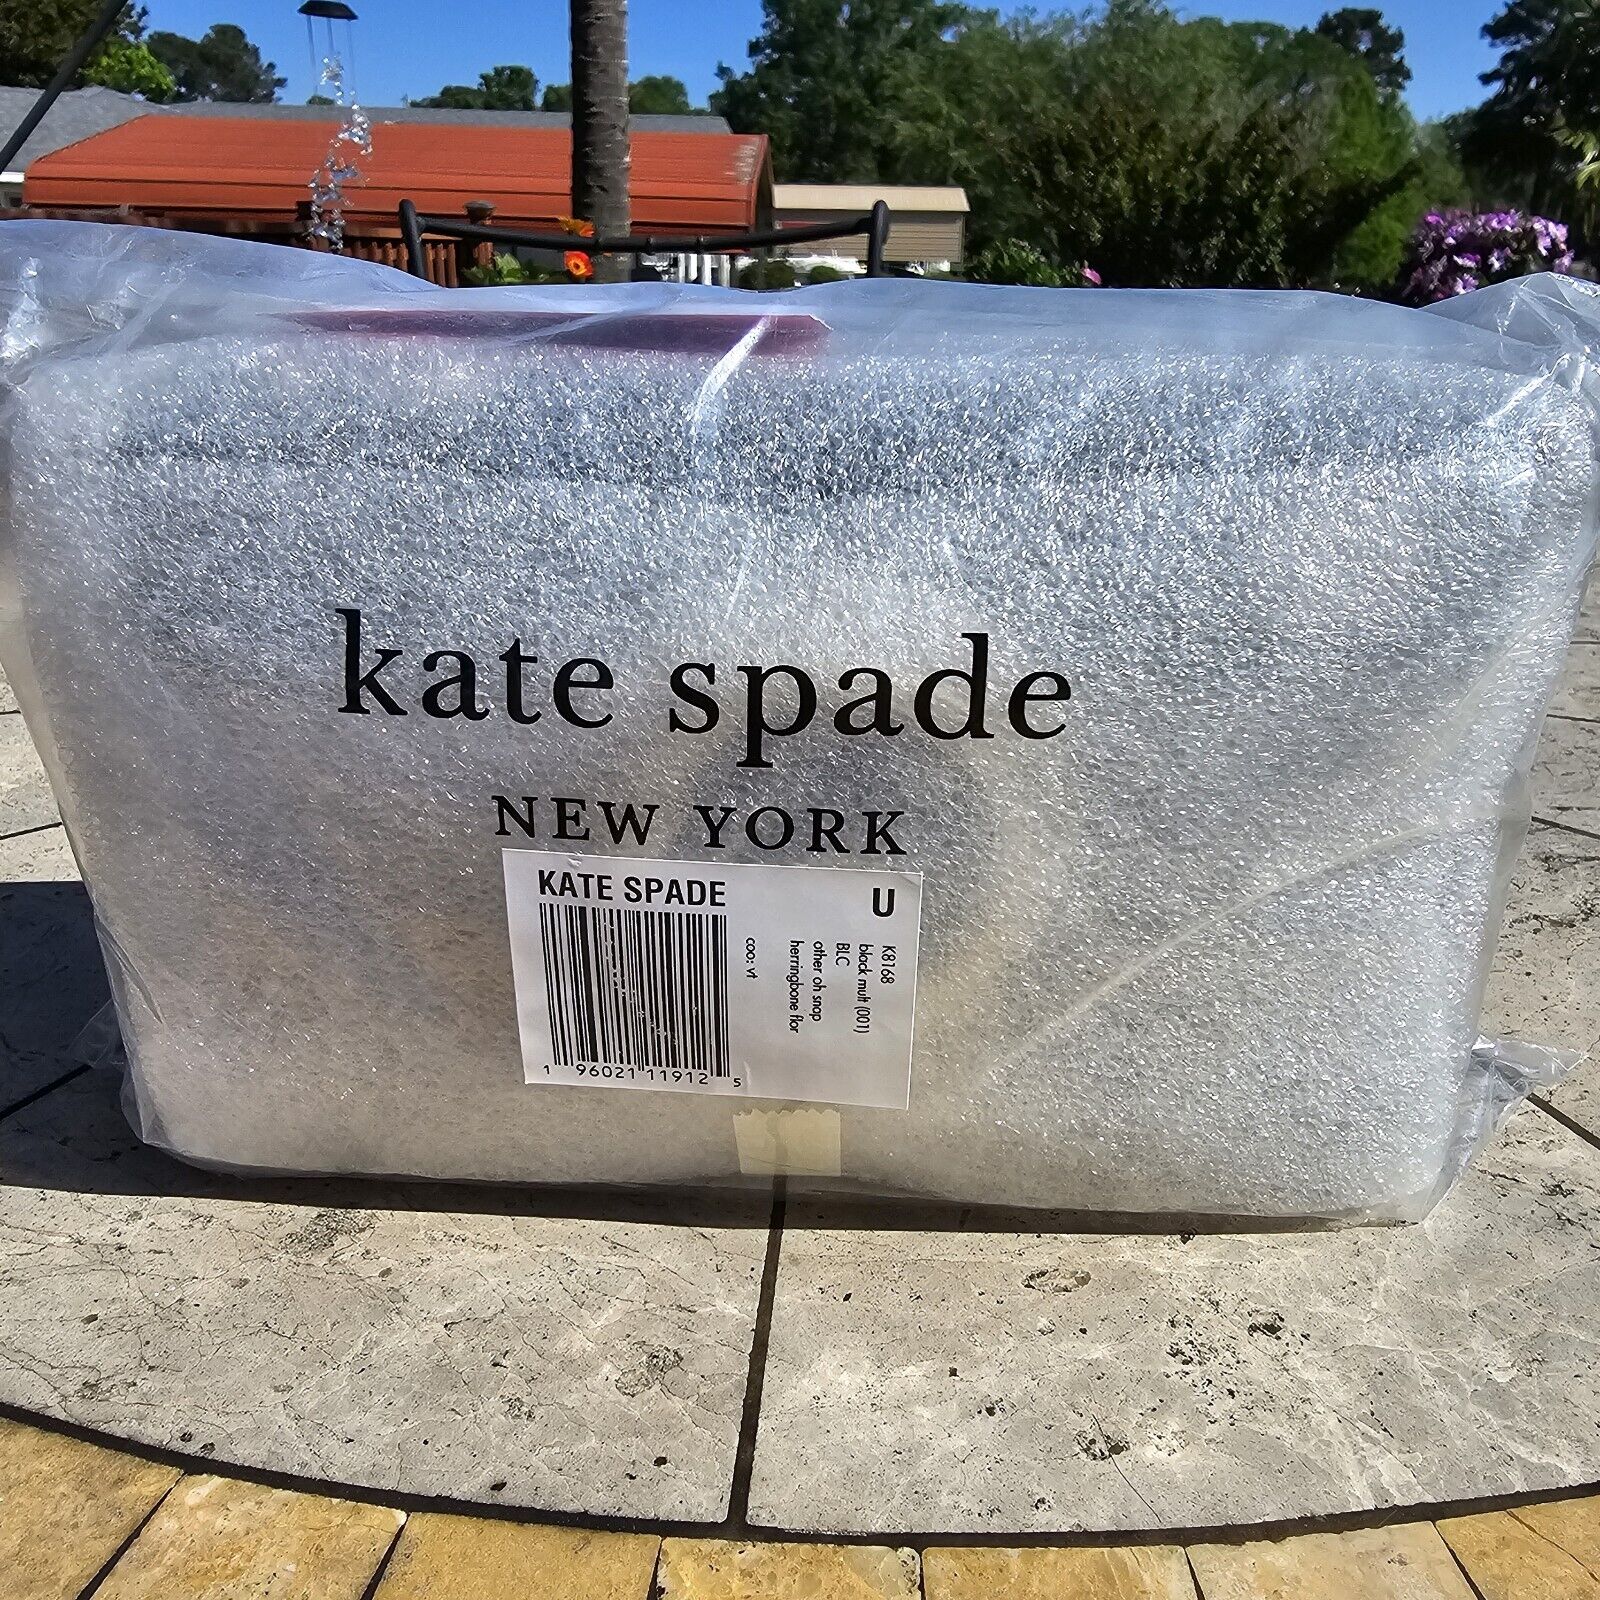 kate spade
NEW YORK
KATE SPADE
U
K8168
black mult (001)
BLC
other oh snap
herringbone flor
coo: vt
1 96021 11912 5